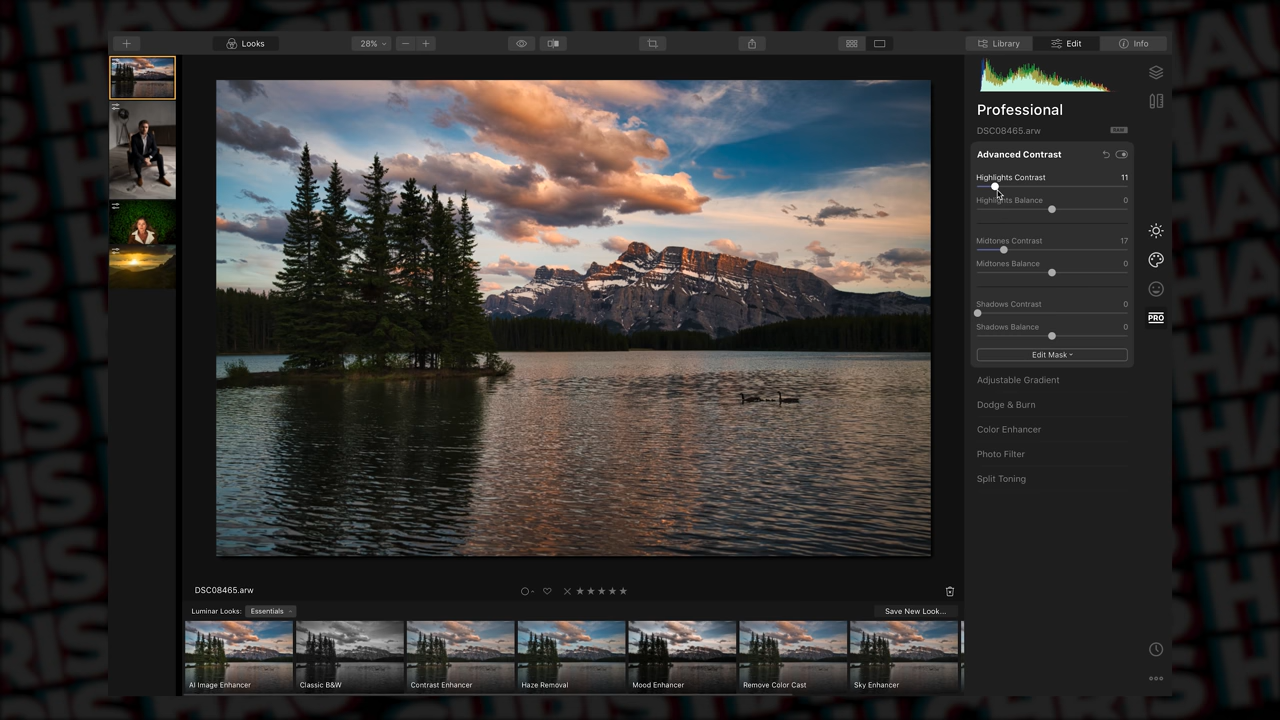 Looks
28%
Library
Edit
Info
Professional
DSC08465.arw
RAW
Advanced Contrast
Highlights Contrast 11
Highlights Balance 0
Midtones Contrast 17
Midtones Balance 0
Shadows Contrast 0
Shadows Balance 0
Edit Mask
Adjustable Gradient
Dodge & Burn
Color Enhancer
Photo Filter
Split Toning
PRO
DSC08465.arw
Luminar Looks: Essentials
Save New Look...
AI Image Enhancer
Classic B&W
Contrast Enhancer
Haze Removal
Mood Enhancer
Remove Color Cast
Sky Enhancer